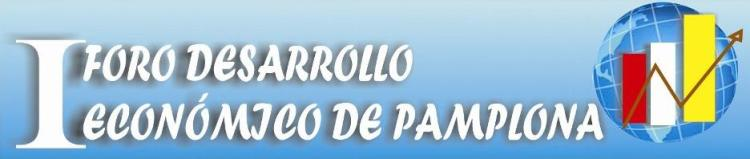 I FORO DESARROLLO
ECONÓMICO DE PAMPLONA